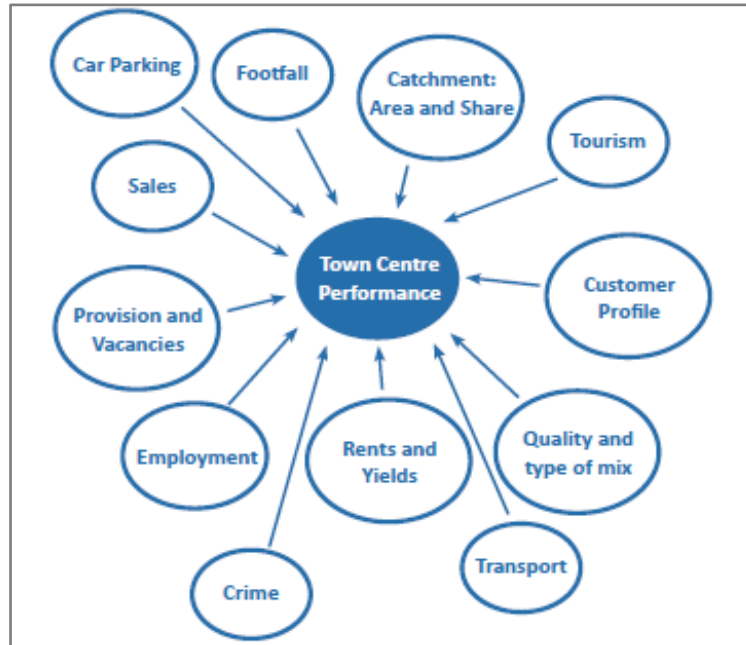 Car Parking
Footfall
Catchment:
Area and Share
Tourism
Sales
Town Centre
Performance
Customer
Profile
Provision and
Vacancies
Employment
Rents and
Yields
Quality and
type of mix
Crime
Transport